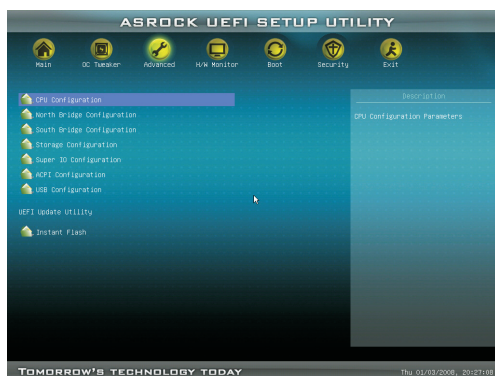 ASROCK UEFI SETUP UTILITY
Main OC Tweaker Advanced H/W Monitor Boot Security Exit
Description
CPU Configuration
CPU Configuration Parameters
North Bridge Configuration
South Bridge Configuration
Storage Configuration
Super IO Configuration
ACPI Configuration
USB Configuration
UEFI Update Utility
Instant Flash
TOMORROW'S TECHNOLOGY TODAY
Thu 01/03/2008, 20:27:08